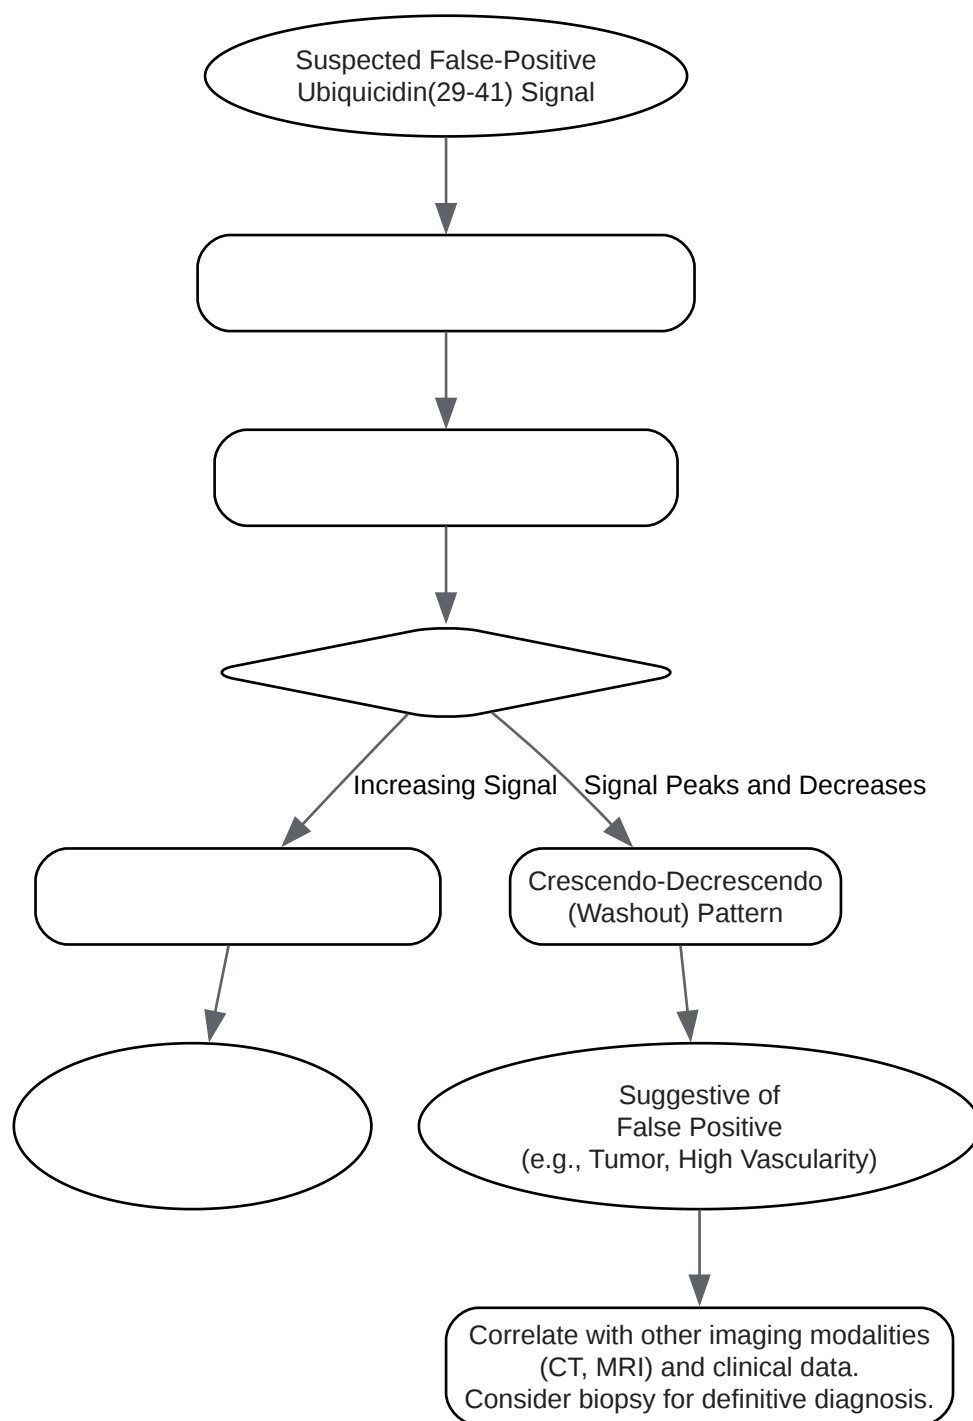 Suspected False-Positive
Ubiquicidin(29-41) Signal
Increasing Signal
Signal Peaks and Decreases
Crescendo-Decrescendo
(Washout) Pattern
Suggestive of
False Positive
(e.g., Tumor, High Vascularity)
Correlate with other imaging modalities
(CT, MRI) and clinical data.
Consider biopsy for definitive diagnosis.